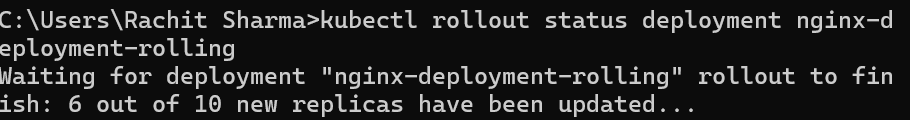 C:\Users\Rachit Sharma>kubectl rollout status deployment nginx-d
eployment-rolling
Waiting for deployment "nginx-deployment-rolling" rollout to fin
ish: 6 out of 10 new replicas have been updated...